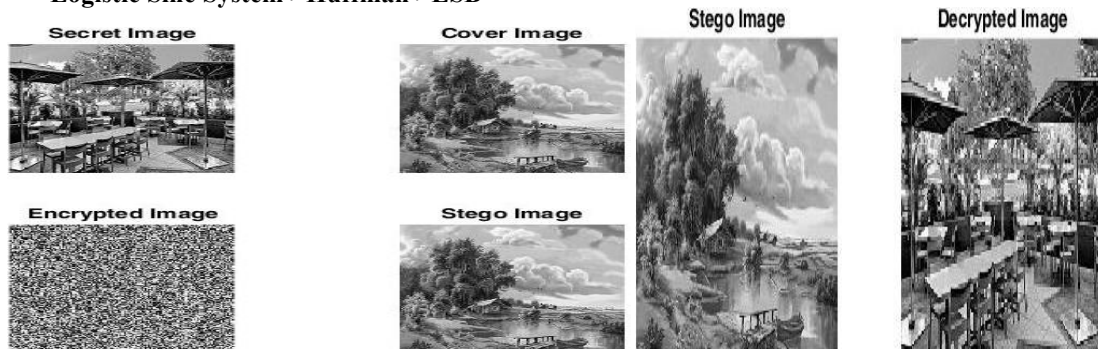 Logistic Sine System + Huffman + LSB
Secret Image
Cover Image
Stego Image
Decrypted Image
Encrypted Image
Stego Image